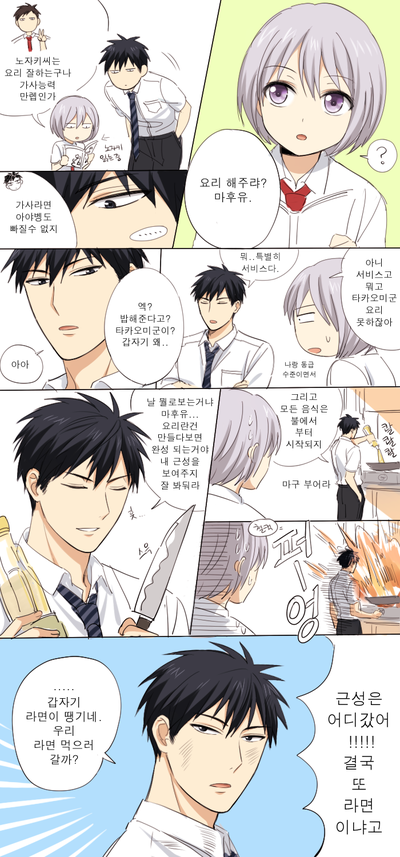 노자키씨는
요리 잘하는구나
가사능력
만렙인가
노자키
읽는중
?
요리 해주랴?
마후유.
가사라면
아야벵도
빠질수 없지
......
뭐..특별히
서비스다.
엑?
밥해준다고?
타카오미군이?
갑자기 왜..
아니
서비스고
뭐고
타카오미군
요리
못하잖아
나랑 동급
수준이면서
아아
날 뭘로보는거냐
마후유...
요리란건
만들다보면
완성 되는거야
내 근성을
보여주지
잘 봐둬라
훗...
스윽
그리고
모든 음식은
불에서
부터
시작되지
마구 부어라
콸
콸
콸
퍼
엉
.....
갑자기
라면이 땡기네.
우리
라면 먹으러
갈까?
근성은
어디갔어
!!!!!
결국
또
라면
이냐고